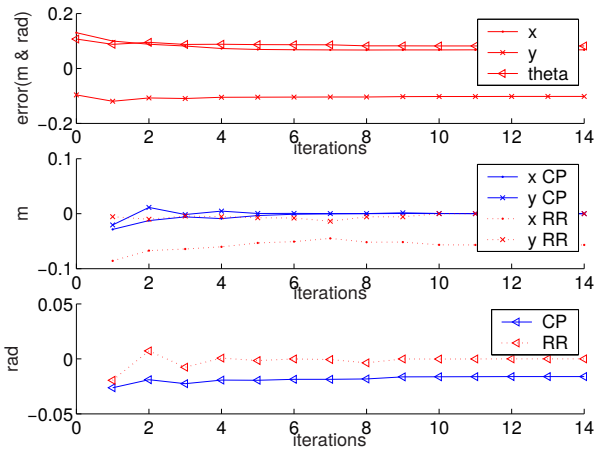 0.2
0
−0.2
error(m & rad)
x
y
theta
0 2 4 6 8 10 12 14
iterations
0.1
0
−0.1
m
x CP
y CP
x RR
y RR
0 2 4 6 8 10 12 14
iterations
0.05
0
−0.05
rad
CP
RR
0 2 4 6 8 10 12 14
iterations